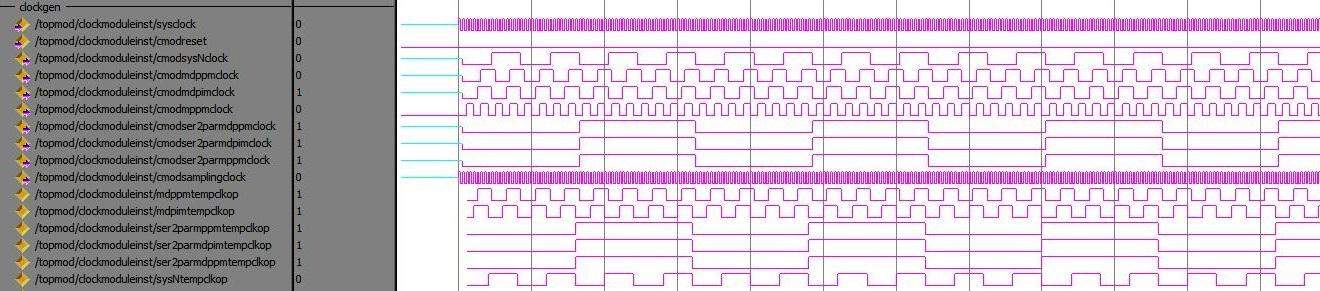 clockgen
/topmod/clockmoduleinst/sysclock 0
/topmod/clockmoduleinst/cmodreset 0
/topmod/clockmoduleinst/cmodsysNclock 0
/topmod/clockmoduleinst/cmodmdppmclock 0
/topmod/clockmoduleinst/cmodmdpimclock 1
/topmod/clockmoduleinst/cmodmppmclock 0
/topmod/clockmoduleinst/cmodser2parmdppmclock 1
/topmod/clockmoduleinst/cmodser2parmdpimclock 1
/topmod/clockmoduleinst/cmodser2parmppmclock 1
/topmod/clockmoduleinst/cmodsamplingclock 0
/topmod/clockmoduleinst/mdppmtempclkop 1
/topmod/clockmoduleinst/mdpimtempclkop 1
/topmod/clockmoduleinst/ser2parmppmtempclkop 1
/topmod/clockmoduleinst/ser2parmdpimtempclkop 1
/topmod/clockmoduleinst/ser2parmdppmtempclkop 1
/topmod/clockmoduleinst/sysNtempclkop 0